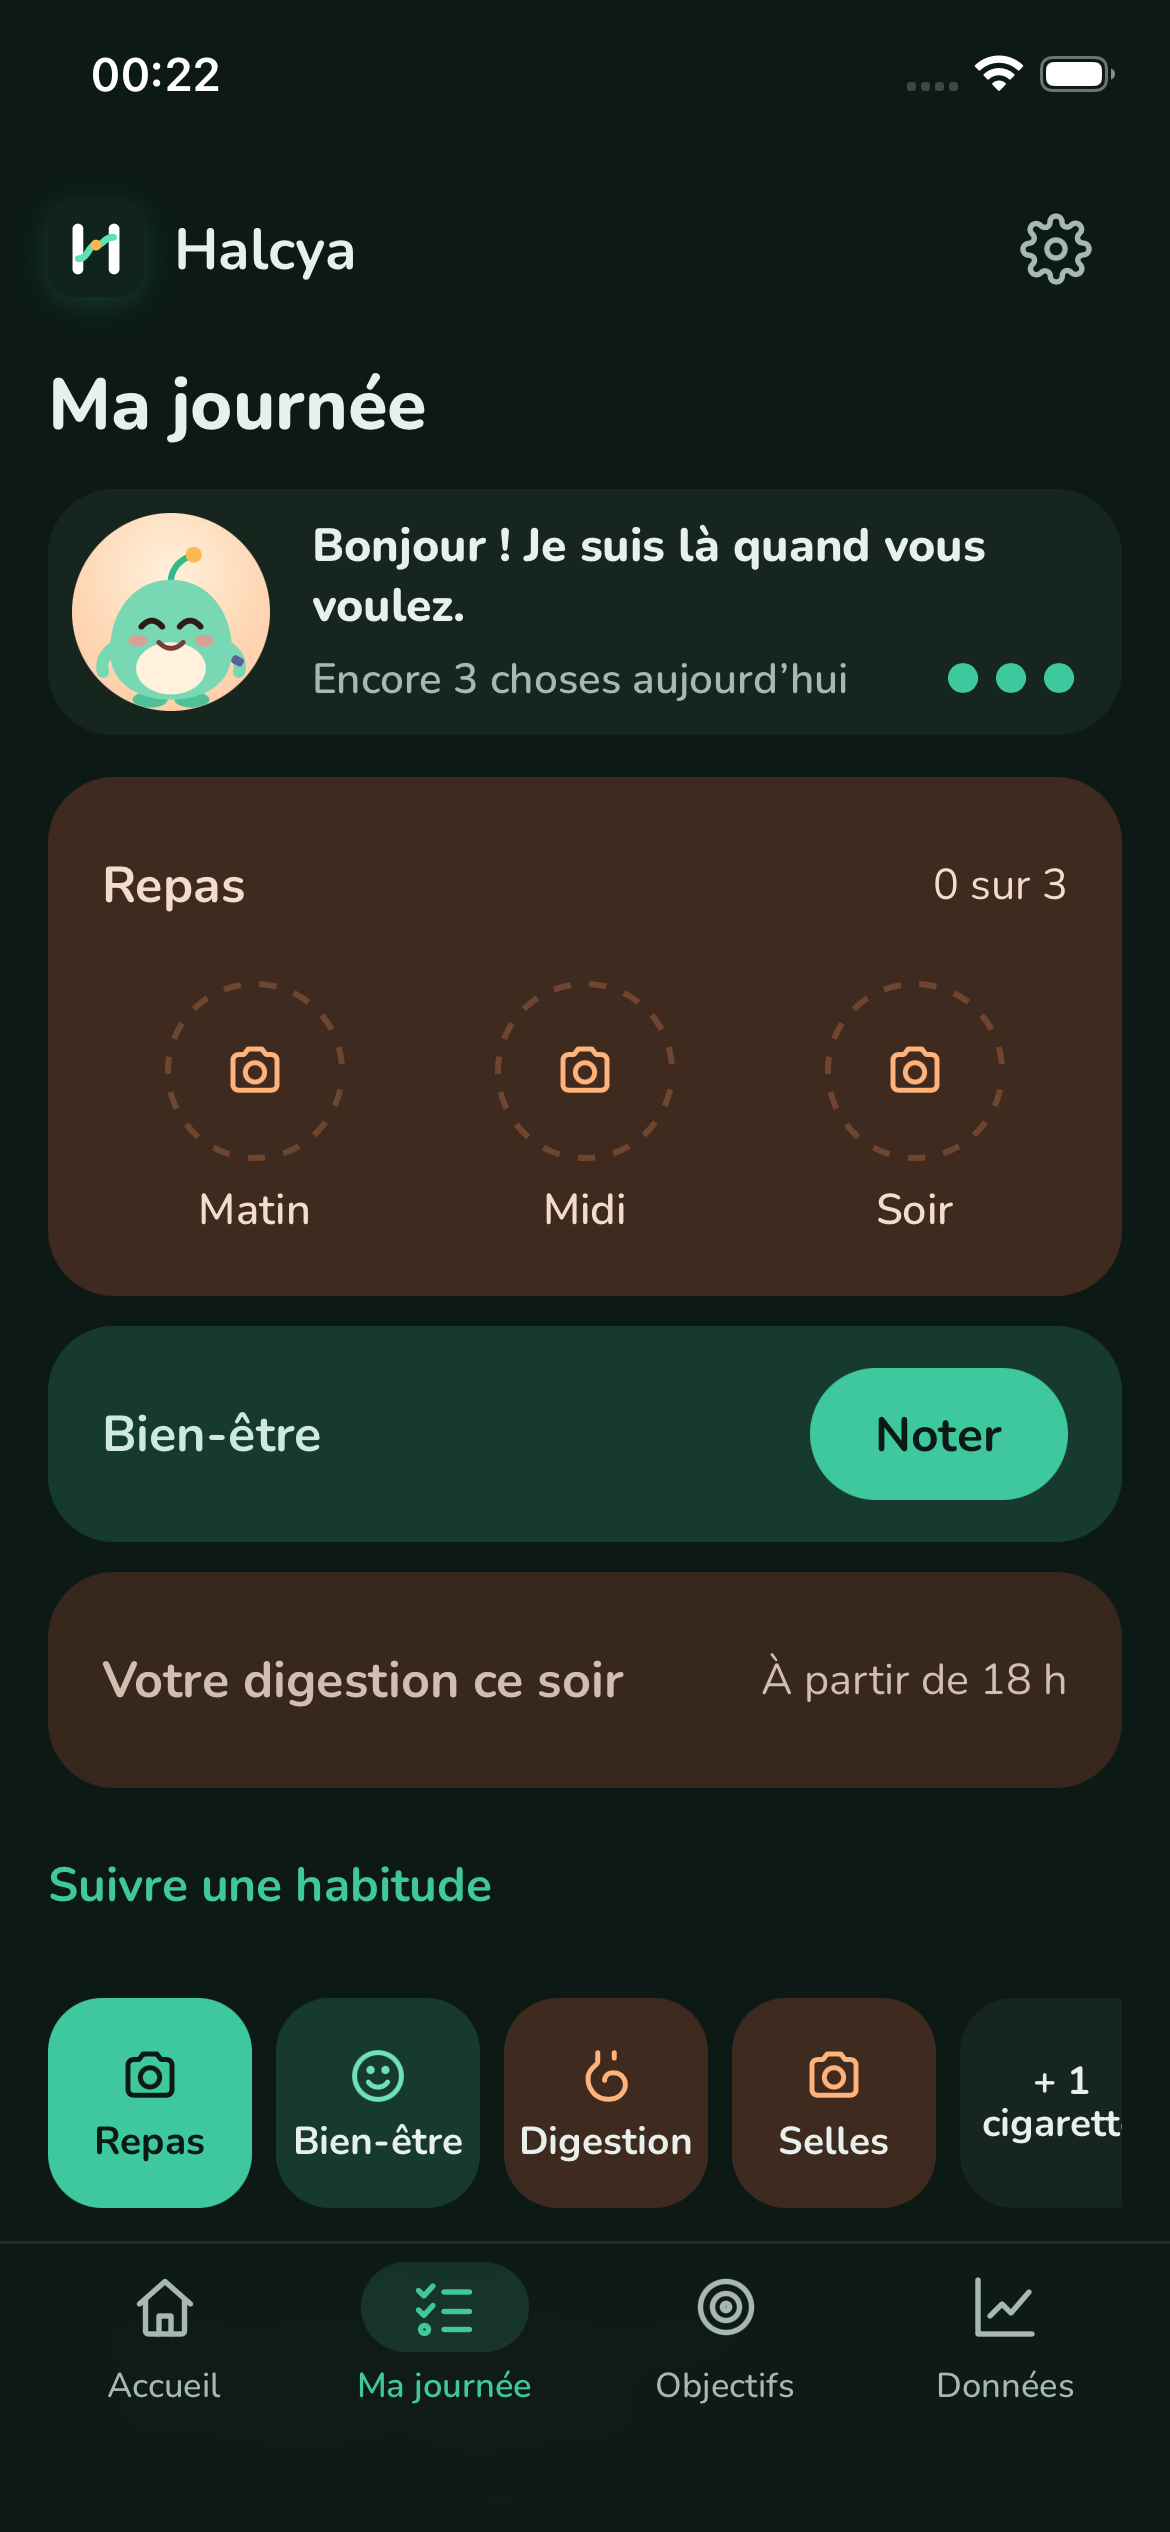 00:22
Halcya
Ma journée
Bonjour ! Je suis là quand vous
voulez.
Encore 3 choses aujourd’hui
Repas
0 sur 3
Matin
Midi
Soir
Bien-être
Noter
Votre digestion ce soir
À partir de 18 h
Suivre une habitude
Repas
Bien-être
Digestion
Selles
+ 1
Accueil
Ma journée
Objectifs
Données